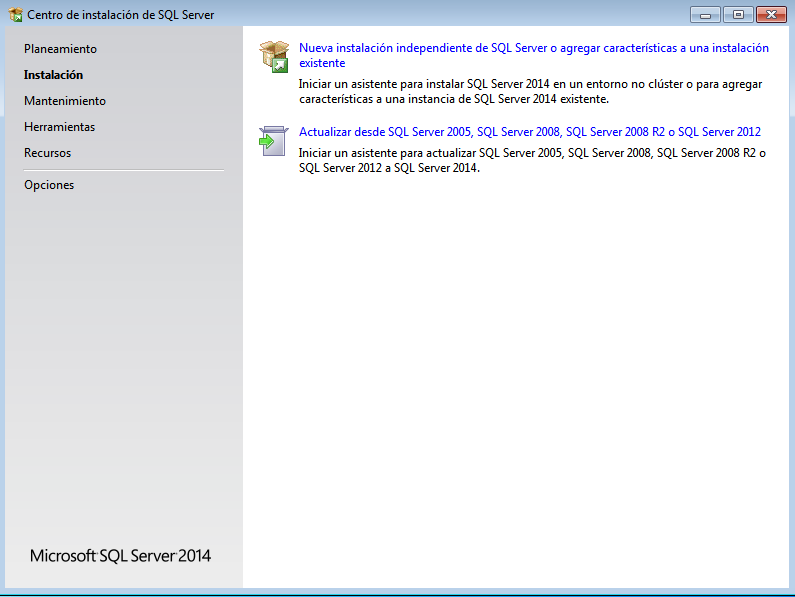 Centro de instalación de SQL Server
Planeamiento
Instalación
Mantenimiento
Herramientas
Recursos
Opciones
Nueva instalación independiente de SQL Server o agregar características a una instalación
existente
Iniciar un asistente para instalar SQL Server 2014 en un entorno no clúster o para agregar
características a una instancia de SQL Server 2014 existente.
Actualizar desde SQL Server 2005, SQL Server 2008, SQL Server 2008 R2 o SQL Server 2012
Iniciar un asistente para actualizar SQL Server 2005, SQL Server 2008, SQL Server 2008 R2 o
SQL Server 2012 a SQL Server 2014.
Microsoft SQL Server 2014